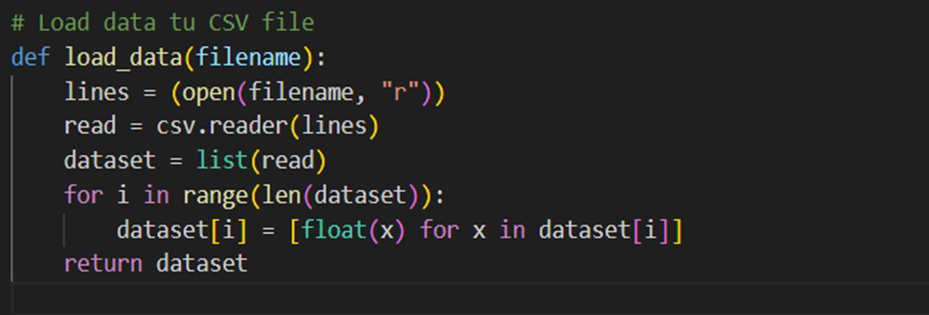 # Load data tu CSV file
def load_data(filename):
    lines = (open(filename, "r"))
    read = csv.reader(lines)
    dataset = list(read)
    for i in range(len(dataset)):
        dataset[i] = [float(x) for x in dataset[i]]
    return dataset